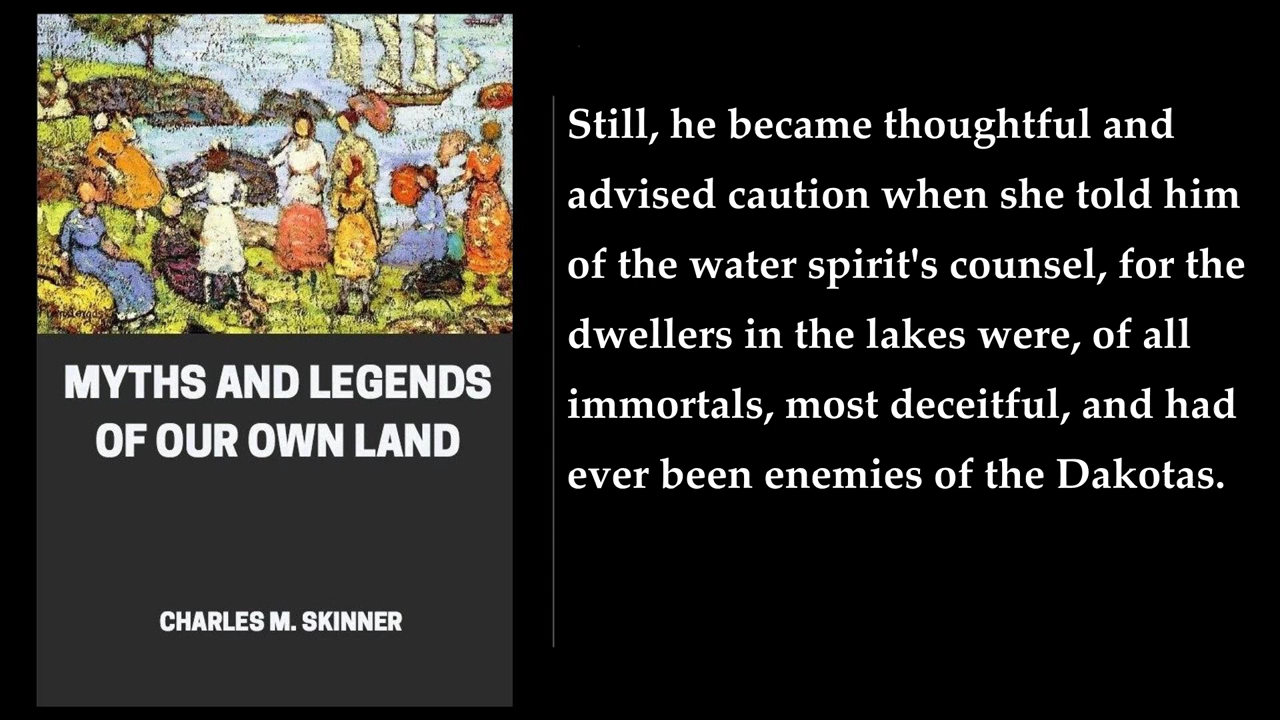 MYTHS AND LEGENDS
OF OUR OWN LAND
CHARLES M. SKINNER
Still, he became thoughtful and
advised caution when she told him
of the water spirit's counsel, for the
dwellers in the lakes were, of all
immortals, most deceitful, and had
ever been enemies of the Dakotas.